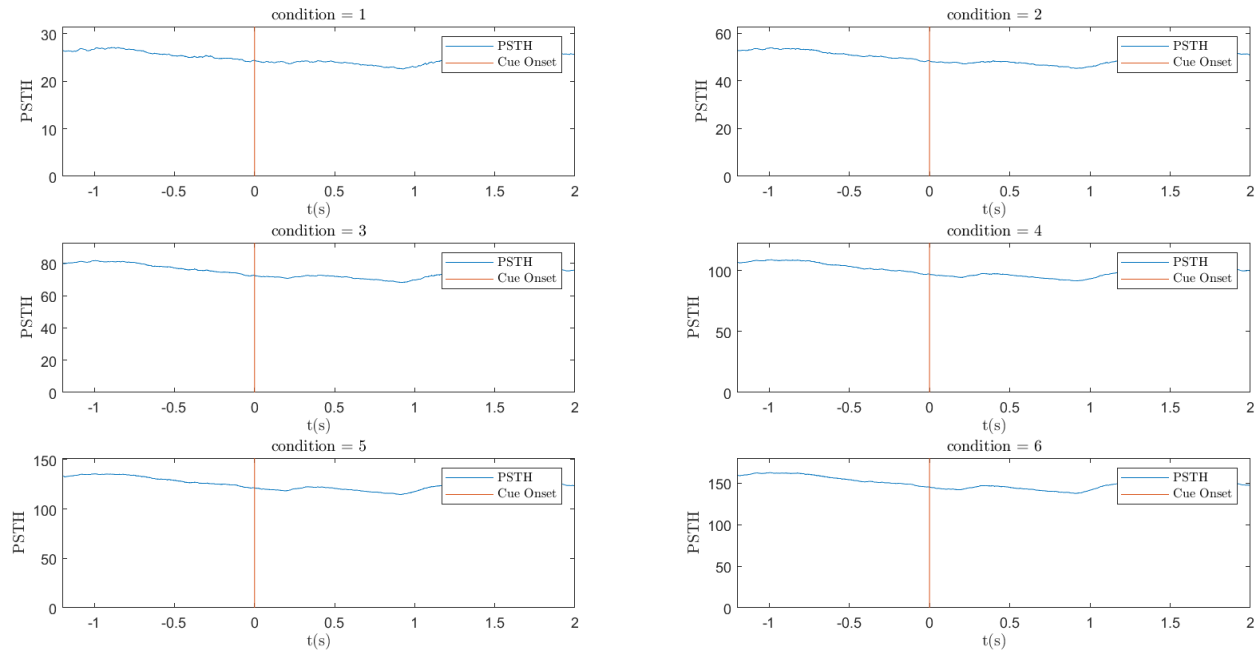 condition = 1
30
20
10
0
PSTH
PSTH
Cue Onset
-1 -0.5 0 0.5 1 1.5 2
t(s)
condition = 2
60
40
20
0
PSTH
PSTH
Cue Onset
-1 -0.5 0 0.5 1 1.5 2
t(s)
condition = 3
80
60
40
20
0
PSTH
PSTH
Cue Onset
-1 -0.5 0 0.5 1 1.5 2
t(s)
condition = 4
100
50
0
PSTH
PSTH
Cue Onset
-1 -0.5 0 0.5 1 1.5 2
t(s)
condition = 5
150
100
50
0
PSTH
PSTH
Cue Onset
-1 -0.5 0 0.5 1 1.5 2
t(s)
condition = 6
150
100
50
0
PSTH
PSTH
Cue Onset
-1 -0.5 0 0.5 1 1.5 2
t(s)